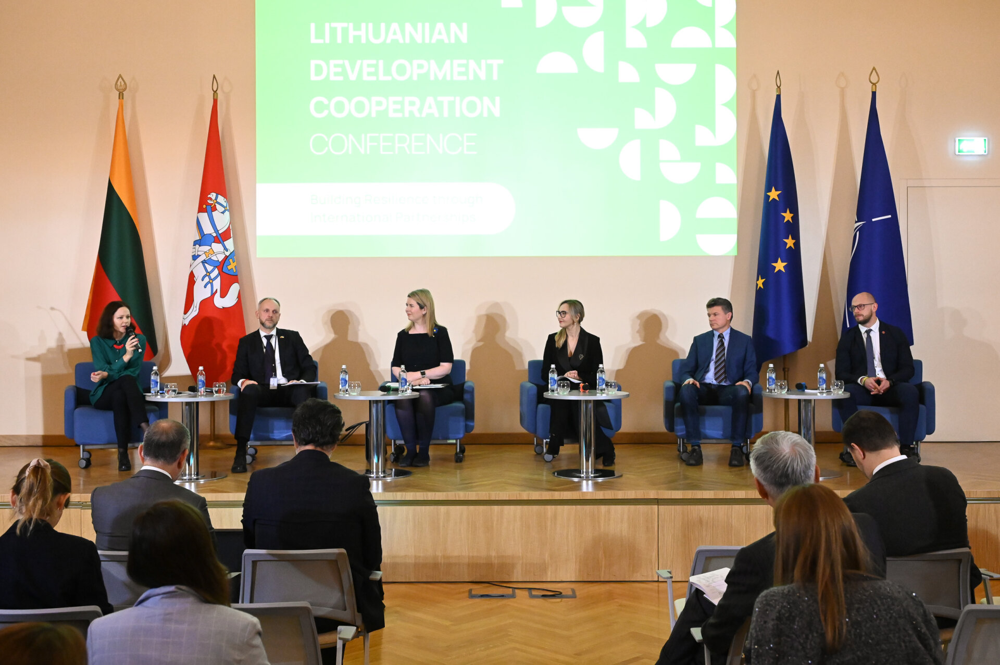 LITHUANIAN
DEVELOPMENT
COOPERATION
CONFERENCE
Building Resilience through
International Partnerships